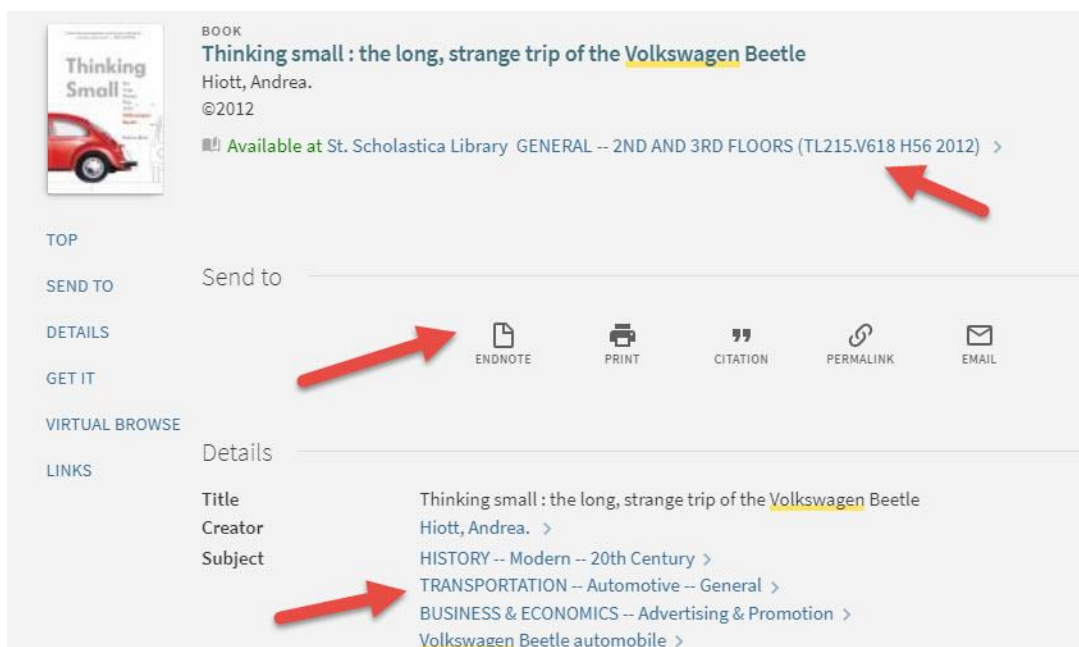 Thinking
Small
BOOK
Thinking small : the long, strange trip of the Volkswagen Beetle
Hiott, Andrea.
©2012
Available at St. Scholastica Library GENERAL -- 2ND AND 3RD FLOORS (TL215.V618 H56 2012) >
TOP
SEND TO
DETAILS
GET IT
VIRTUAL BROWSE
LINKS
Send to
ENDNOTE
PRINT
CITATION
PERMALINK
EMAIL
Details
Title Thinking small : the long, strange trip of the Volkswagen Beetle
Creator Hiott, Andrea. >
Subject HISTORY -- Modern -- 20th Century >
TRANSPORTATION -- Automotive -- General >
BUSINESS & ECONOMICS -- Advertising & Promotion >
Volkswagen Beetle automobile >